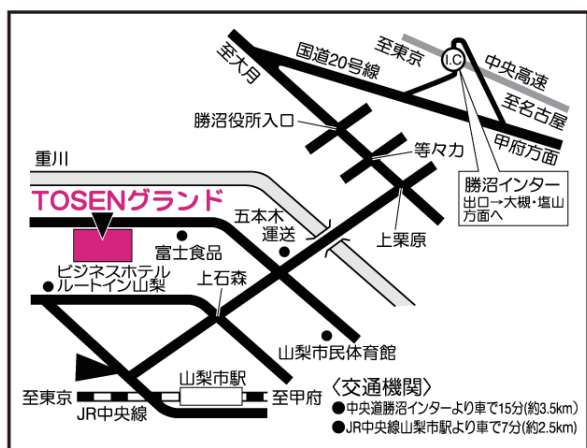 至大月
国道20号線
至東京
I.C
中央高速
至名古屋
甲府方面
勝沼役所入口
等々力
勝沼インター
出口→大槻・塩山
方面へ
重川
TOSENグランド
五本木
運送
上栗原
富士食品
ビジネスホテル
ルートイン山梨
上石森
山梨市民体育館
山梨市駅
至東京
至甲府
JR中央線
〈交通機関〉
●中央道勝沼インターより車で15分(約3.5km)
●JR中央線山梨市駅より車で7分(約2.5km)